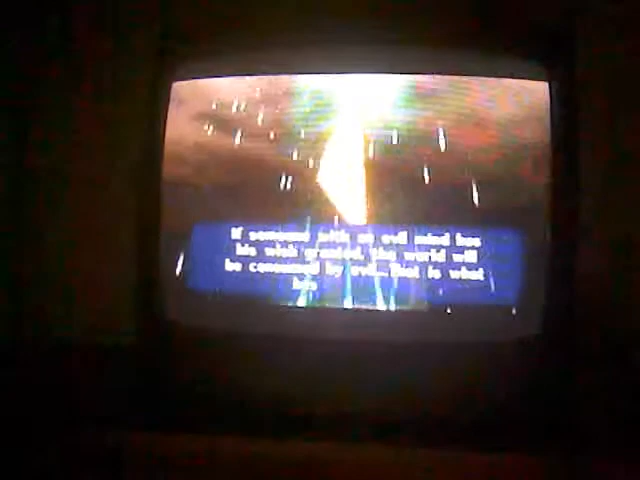 If someone with an evil mind has
his wish granted, the world will
be consumed by evil...That is what
has